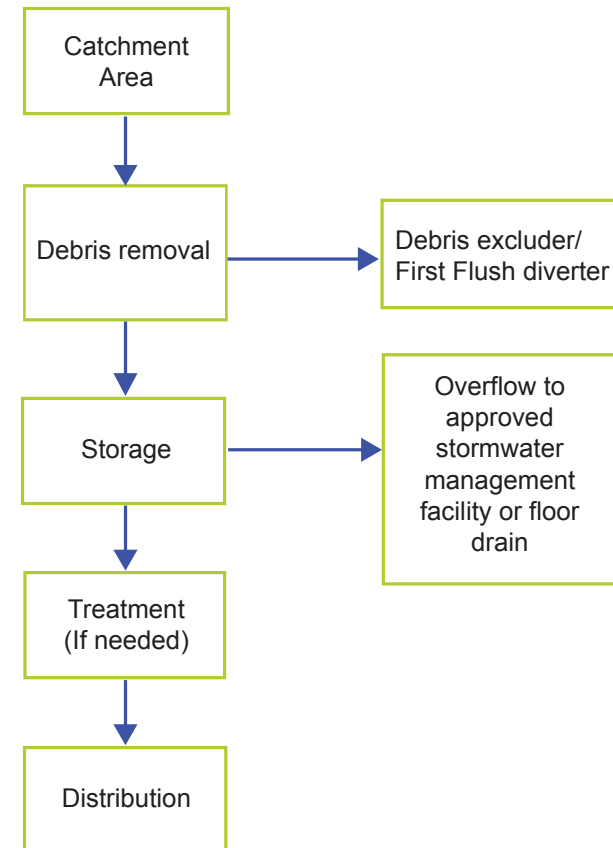 Catchment
Area
Debris removal
Debris excluder/
First Flush diverter
Storage
Overflow to
approved
stormwater
management
facility or floor
drain
Treatment
(If needed)
Distribution